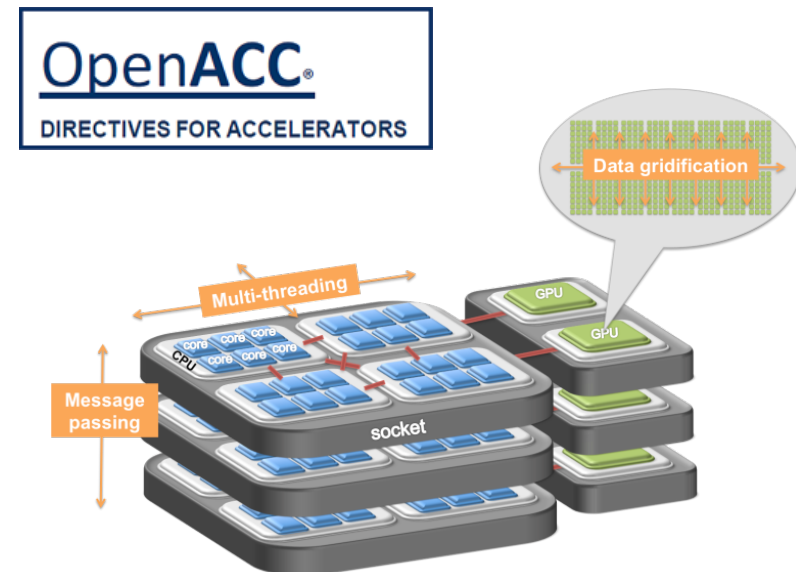 OpenACC®
DIRECTIVES FOR ACCELERATORS
Data gridification
Multi-threading
GPU
GPU
core core core
core core core
CPU
Message
passing
socket